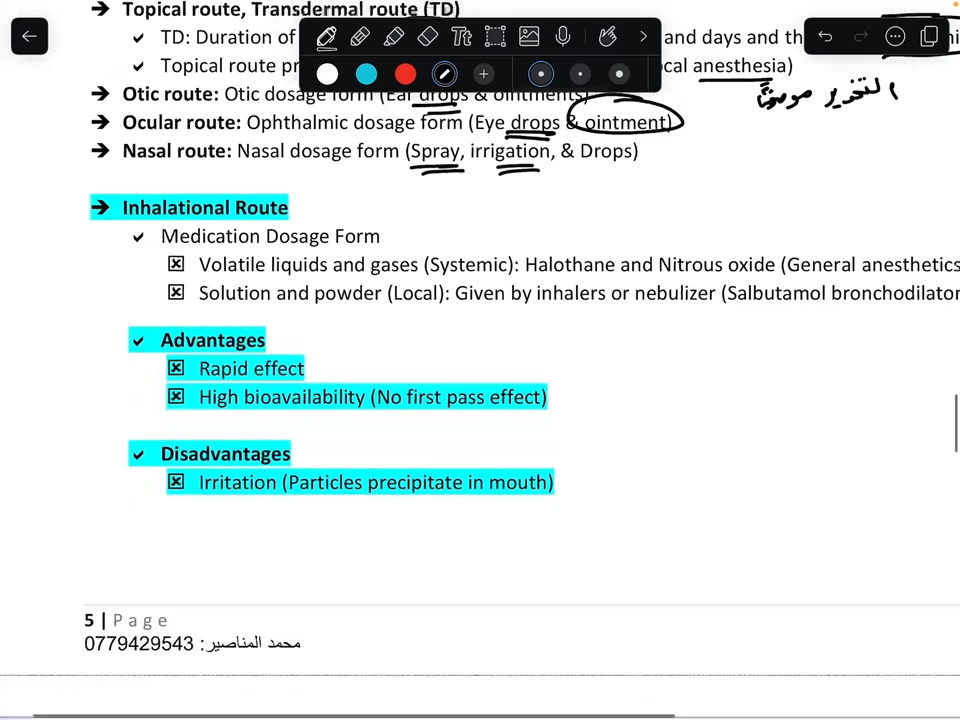 Topical route, Transdermal route (TD)
TD: Duration of and days and th
Topical route pr cal anesthesia)
التخدير موضعيًا
Otic route: Otic dosage form (Ear drops & ointments)
Ocular route: Ophthalmic dosage form (Eye drops & ointment)
Nasal route: Nasal dosage form (Spray, irrigation, & Drops)
Inhalational Route
Medication Dosage Form
Volatile liquids and gases (Systemic): Halothane and Nitrous oxide (General anesthetics
Solution and powder (Local): Given by inhalers or nebulizer (Salbutamol bronchodilator
Advantages
Rapid effect
High bioavailability (No first pass effect)
Disadvantages
Irritation (Particles precipitate in mouth)
5 | Page
محمد المناصير: 0779429543